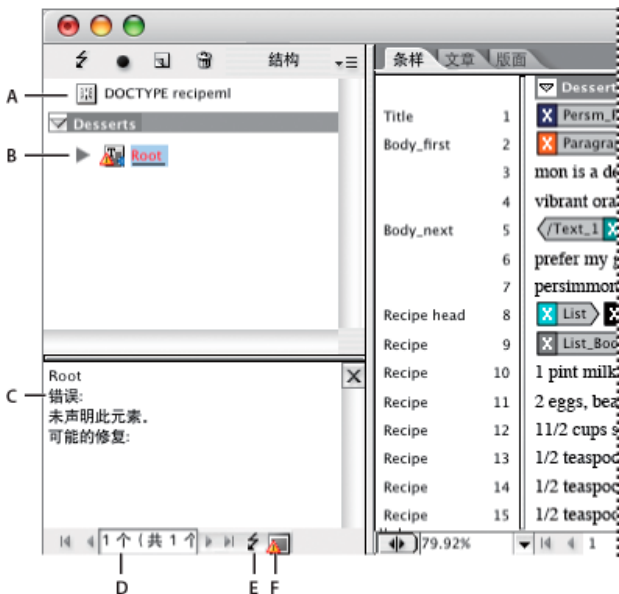 结构
条样 文章 版面
A
DOCTYPE recipeml
Desserts
B
Root
Desser
Title 1 Persm_
Body_first 2 Paragra
3 mon is a de
4 vibrant ora
Body_next 5 /Text_1
6 prefer my
7 persimmon
Recipe head 8 List
Recipe 9 List_Boo
Recipe 10 1 pint milk
Recipe 11 2 eggs, bea
Recipe 12 11/2 cups s
Recipe 13 1/2 teaspoo
Recipe 14 1/2 teaspoo
Recipe 15 1/2 teaspoo
Root
C
错误:
未声明此元素。
可能的修复:
1 个 (共 1 个
79.92% 1
D E F